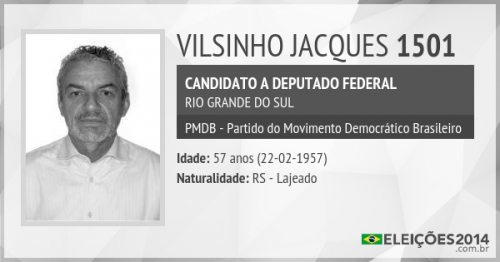 VILSINHO JACQUES 1501
CANDIDATO A DEPUTADO FEDERAL
RIO GRANDE DO SUL
PMDB - Partido do Movimento Democrático Brasileiro
Idade: 57 anos (22-02-1957)
Naturalidade: RS - Lajeado
ELEIÇÕES2014
.com.br